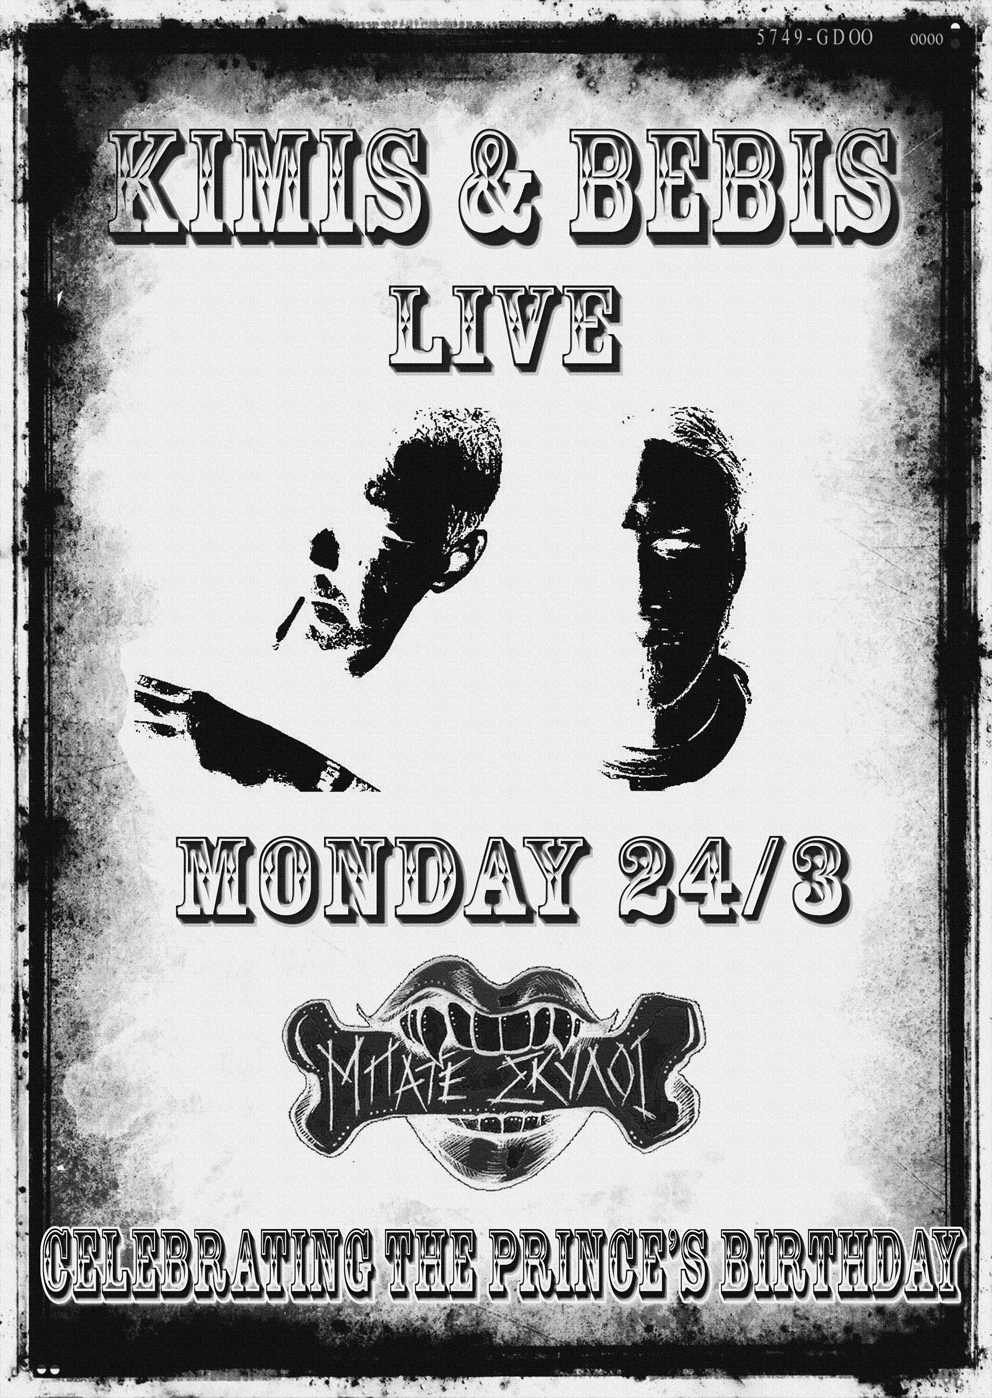 5749-GDOO 0000
KIMIS & BEBIS
LIVE
MONDAY 24/3
ΜΠΑΤΕ ΣΚΥΛΟΙ
CELEBRATING THE PRINCE'S BIRTHDAY